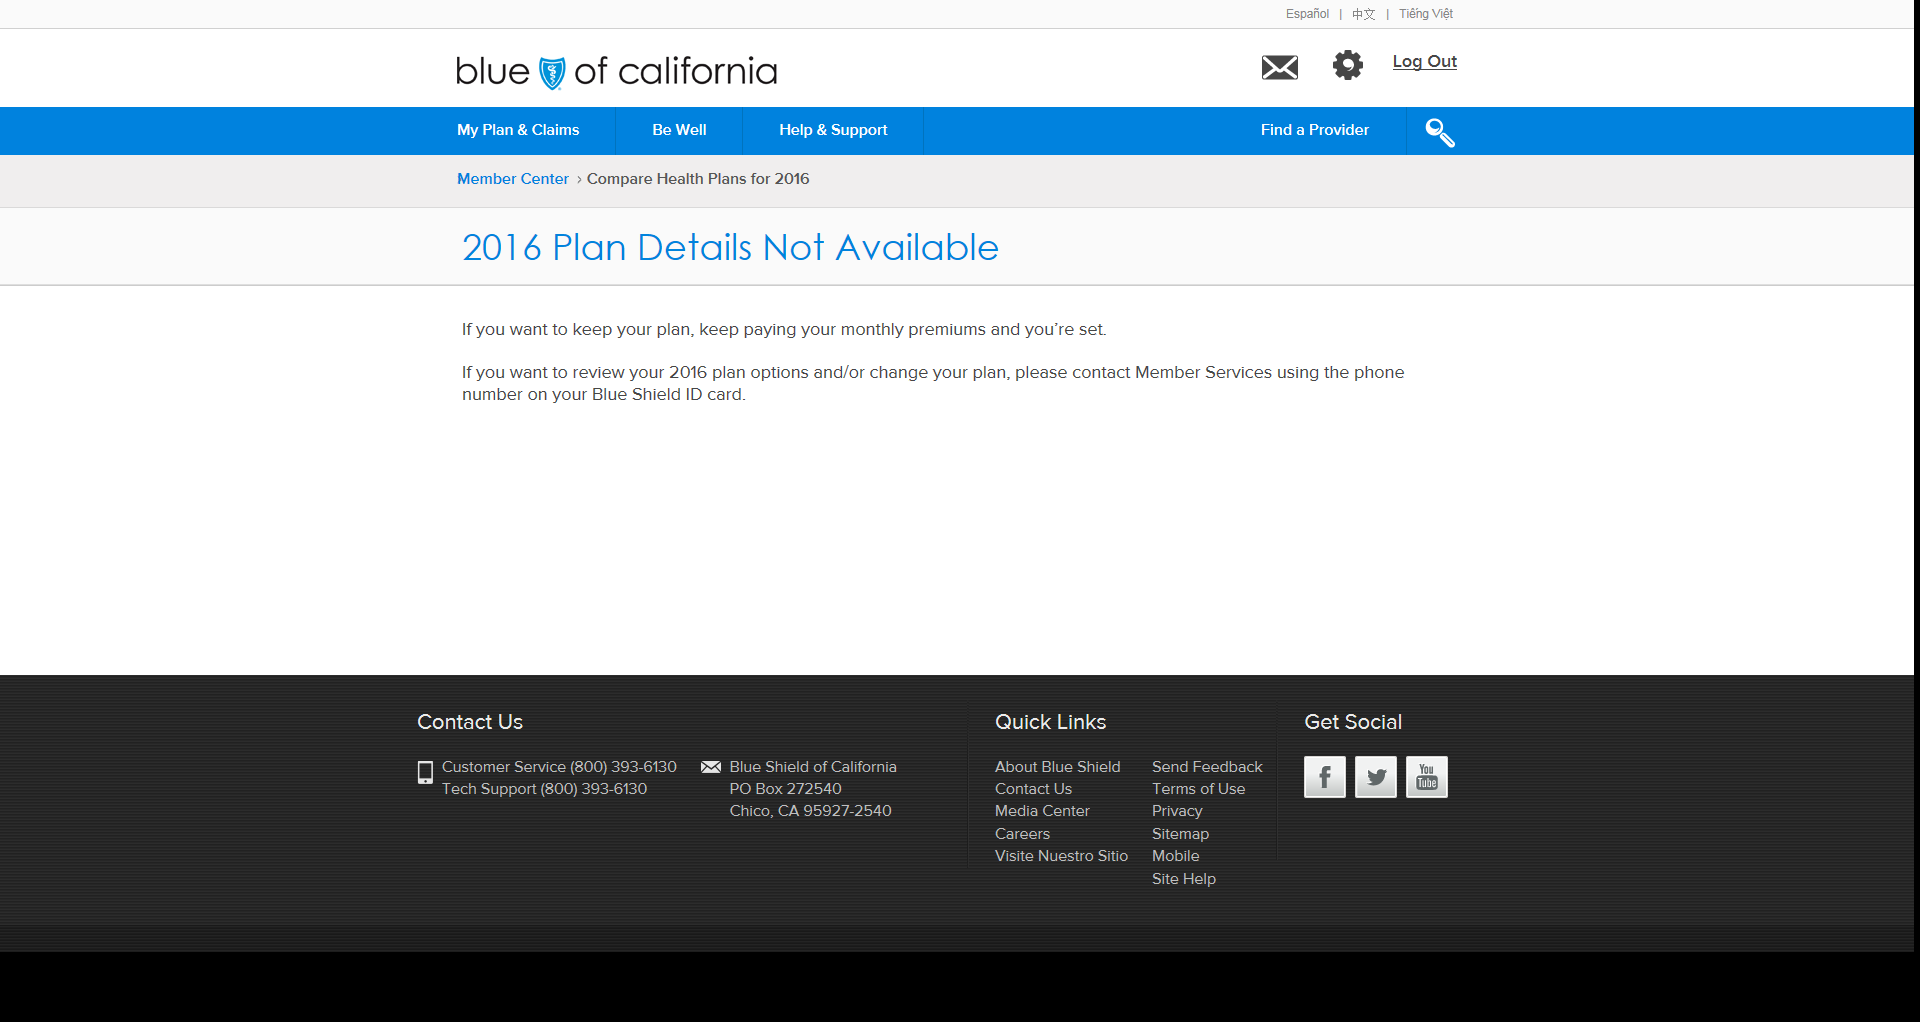 Español | 中文 | Tiếng Việt
blue of california
Log Out
My Plan & Claims
Be Well
Help & Support
Find a Provider
Member Center › Compare Health Plans for 2016
2016 Plan Details Not Available
If you want to keep your plan, keep paying your monthly premiums and you’re set.
If you want to review your 2016 plan options and/or change your plan, please contact Member Services using the phone
number on your Blue Shield ID card.
Contact Us
Customer Service (800) 393-6130
Tech Support (800) 393-6130
Blue Shield of California
PO Box 272540
Chico, CA 95927-2540
Quick Links
About Blue Shield
Contact Us
Media Center
Careers
Visite Nuestro Sitio
Send Feedback
Terms of Use
Privacy
Sitemap
Mobile
Site Help
Get Social
f
You
Tube